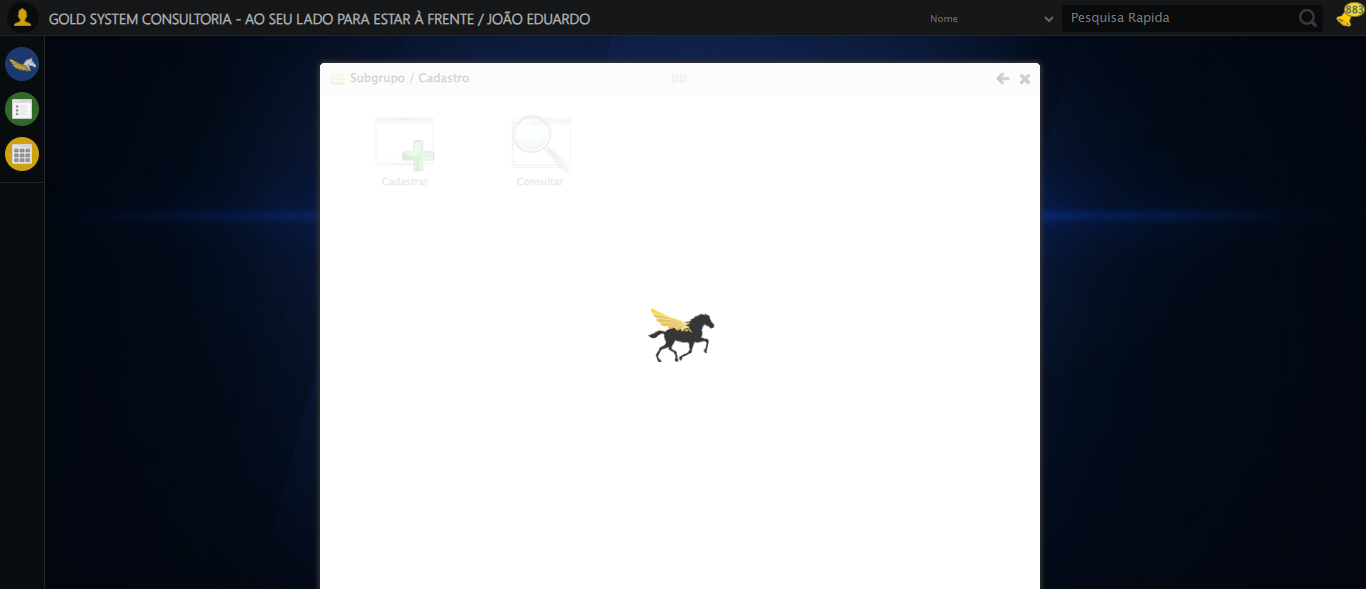 GOLD SYSTEM CONSULTORIA - AO SEU LADO PARA ESTAR À FRENTE / JOÃO EDUARDO
Nome
Pesquisa Rapida
883
Subgrupo / Cadastro
Cadastrar
Consultar